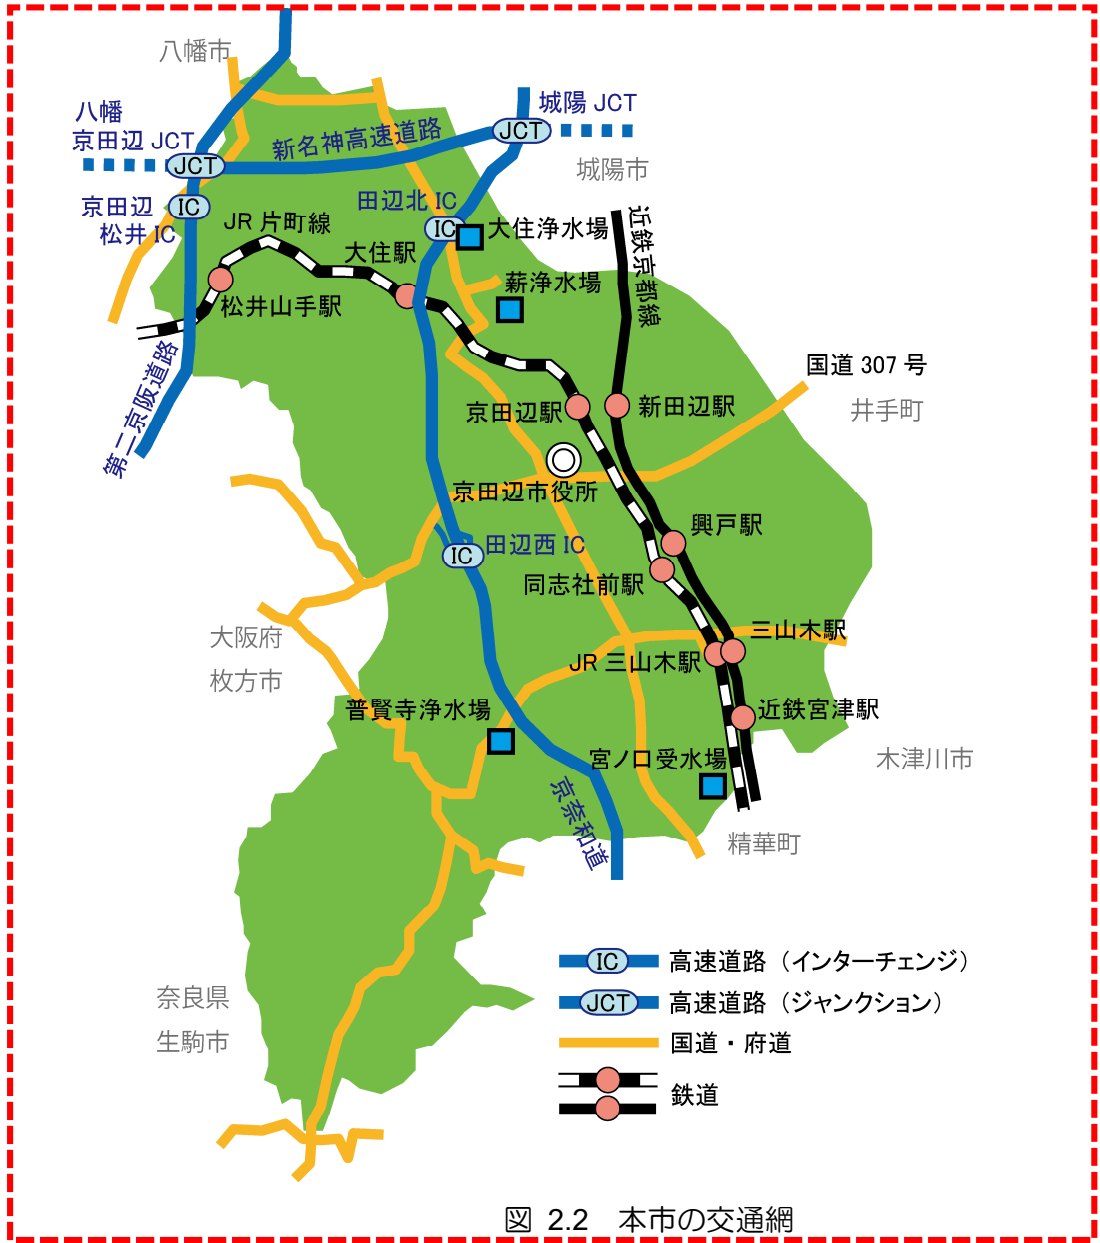 八幡市
八幡
京田辺 JCT
城陽 JCT
JCT
新名神高速道路
JCT
城陽市
京田辺
松井 IC
IC
田辺北 IC
IC
大住浄水場
JR 片町線
大住駅
近鉄京都線
松井山手駅
薪浄水場
第二京阪道路
国道 307 号
京田辺駅
新田辺駅
井手町
京田辺市役所
興戸駅
IC
田辺西 IC
同志社前駅
大阪府
枚方市
三山木駅
JR 三山木駅
普賢寺浄水場
近鉄宮津駅
宮ノ口受水場
木津川市
京奈和道
精華町
IC
高速道路（インターチェンジ）
奈良県
生駒市
JCT
高速道路（ジャンクション）
国道・府道
鉄道
図 2.2 本市の交通網